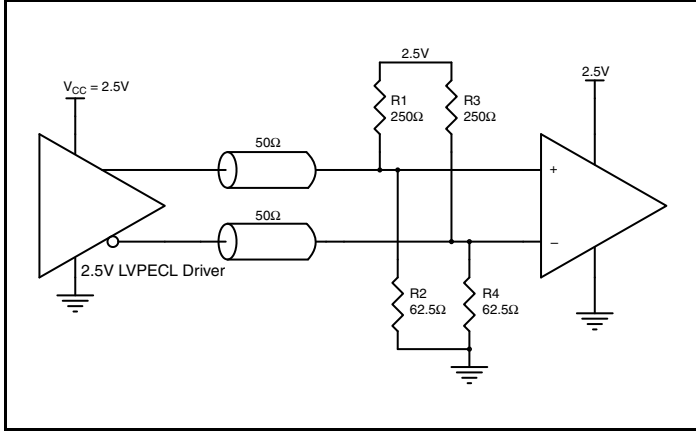 2.5V
V_CC = 2.5V
2.5V
R1
250Ω
R3
250Ω
50Ω
+
50Ω
−
2.5V LVPECL Driver
R2
62.5Ω
R4
62.5Ω